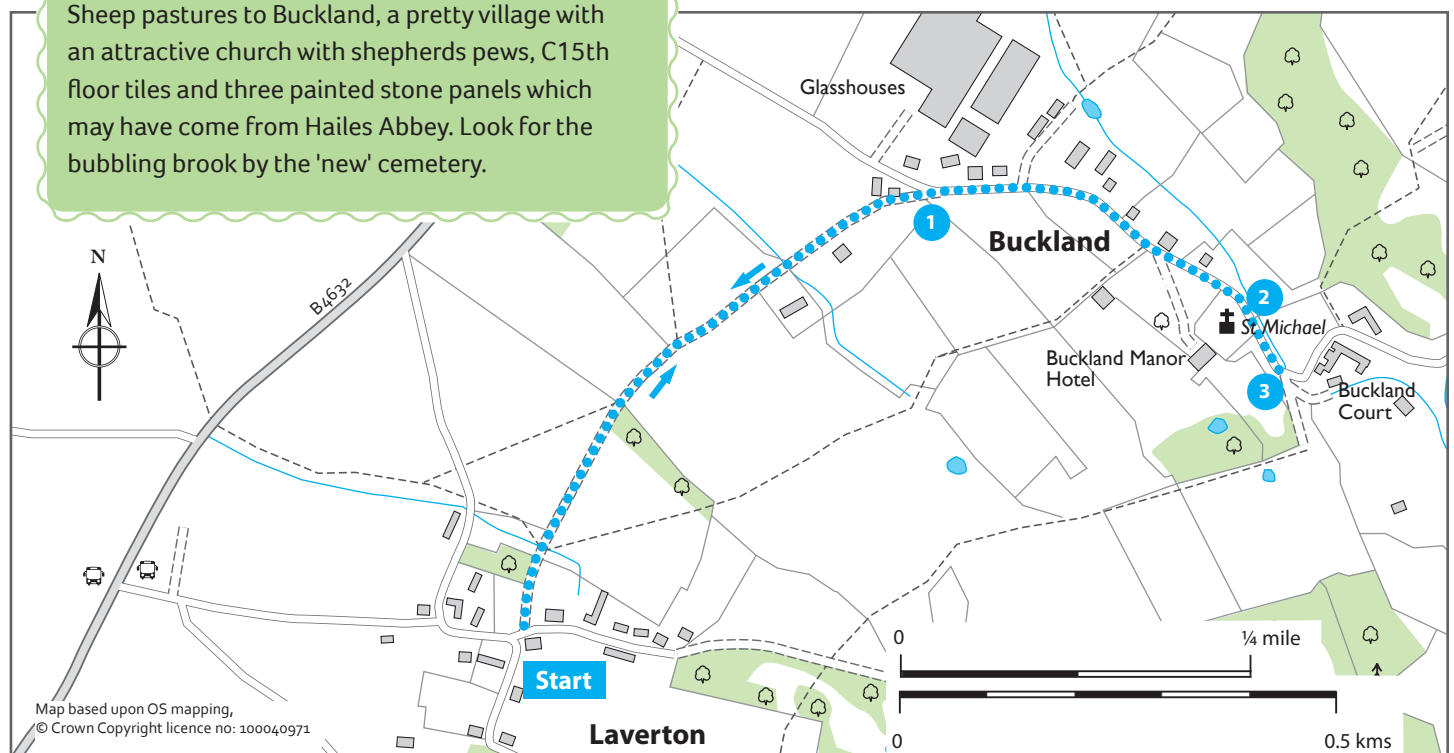 Sheep pastures to Buckland, a pretty village with
an attractive church with shepherds pews, C15th
floor tiles and three painted stone panels which
may have come from Hailes Abbey. Look for the
bubbling brook by the 'new' cemetery.
Glasshouses
1
Buckland
N
B4632
2
St Michael
Buckland Manor
Hotel
3
Buckland
Court
Start
Laverton
0
¼ mile
0
0.5 kms
Map based upon OS mapping,
© Crown Copyright licence no: 100040971